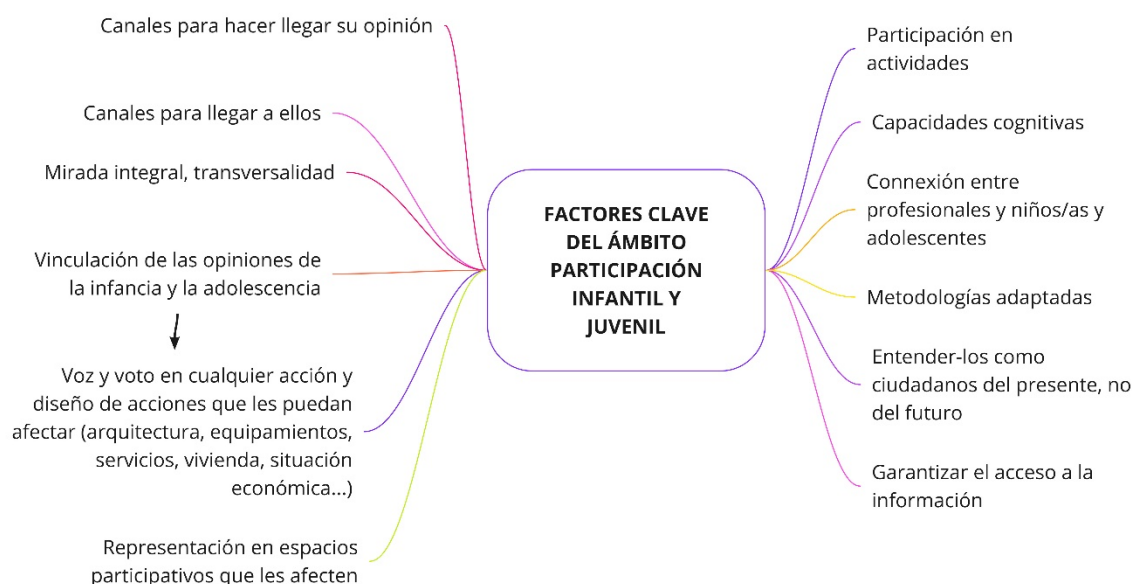 Canales para hacer llegar su opinión
Canales para llegar a ellos
Mirada integral, transversalidad
Vinculación de las opiniones de
la infancia y la adolescencia
Voz y voto en cualquier acción y
diseño de acciones que les puedan
afectar (arquitectura, equipamientos,
servicios, vivienda, situación
económica...)
Representación en espacios
participativos que les afecten
FACTORES CLAVE
DEL ÁMBITO
PARTICIPACIÓN
INFANTIL Y
JUVENIL
Participación en
actividades
Capacidades cognitivas
Connexión entre
profesionales y niños/as y
adolescentes
Metodologías adaptadas
Entender-los como
ciudadanos del presente, no
del futuro
Garantizar el acceso a la
información